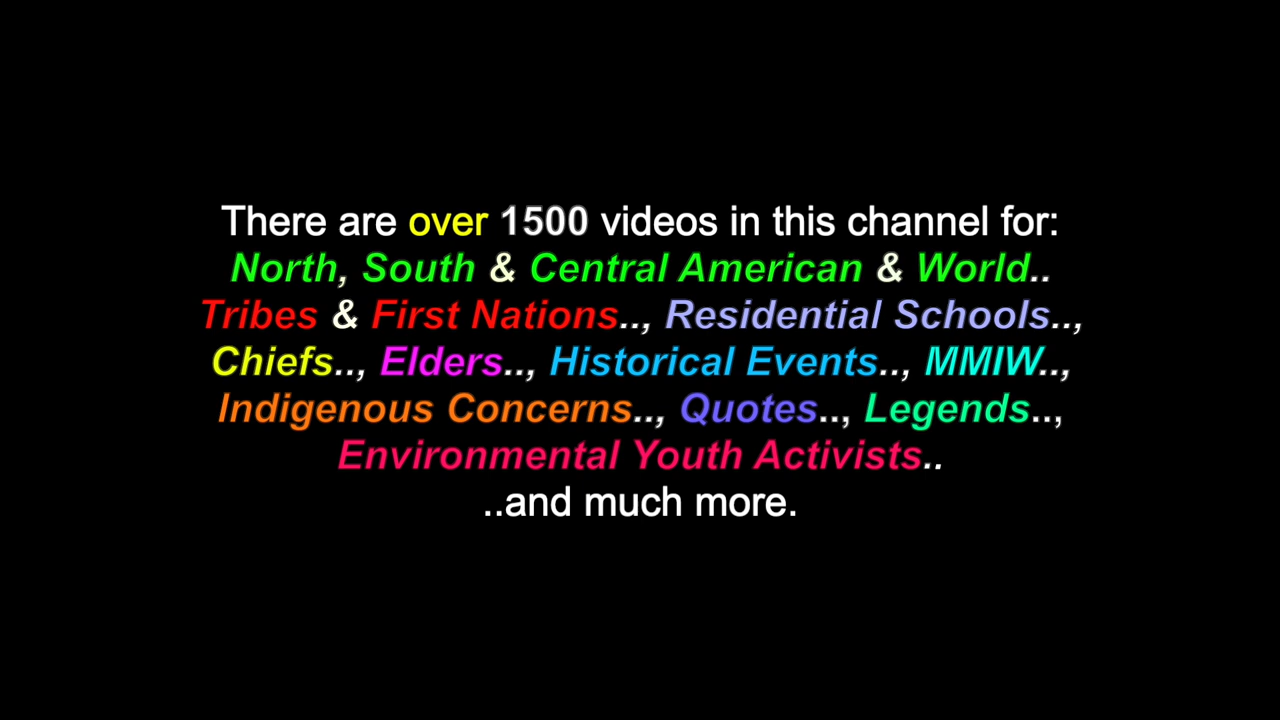 There are over 1500 videos in this channel for:
North, South & Central American & World..
Tribes & First Nations.., Residential Schools..,
Chiefs.., Elders.., Historical Events.., MMIW..,
Indigenous Concerns.., Quotes.., Legends..,
Environmental Youth Activists..
..and much more.